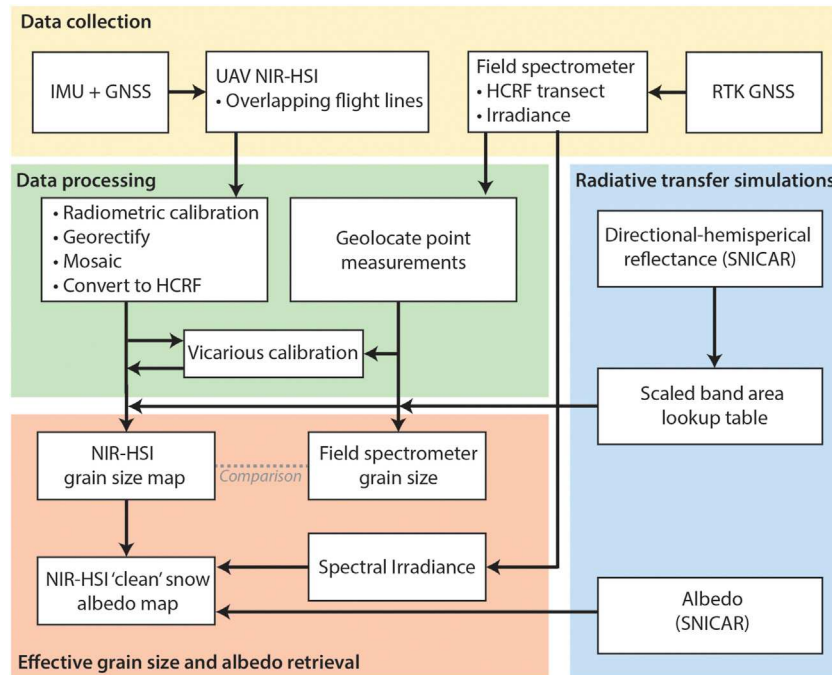 Data collection
IMU + GNSS
UAV NIR-HSI
• Overlapping flight lines
Field spectrometer
• HCRF transect
• Irradiance
RTK GNSS
Data processing
• Radiometric calibration
• Georectify
• Mosaic
• Convert to HCRF
Geolocate point
measurements
Vicarious calibration
Radiative transfer simulations
Directional-hemisperical
reflectance (SNICAR)
Scaled band area
lookup table
NIR-HSI
grain size map
Comparison
Field spectrometer
grain size
NIR-HSI ‘clean’ snow
albedo map
Spectral Irradiance
Albedo
(SNICAR)
Effective grain size and albedo retrieval